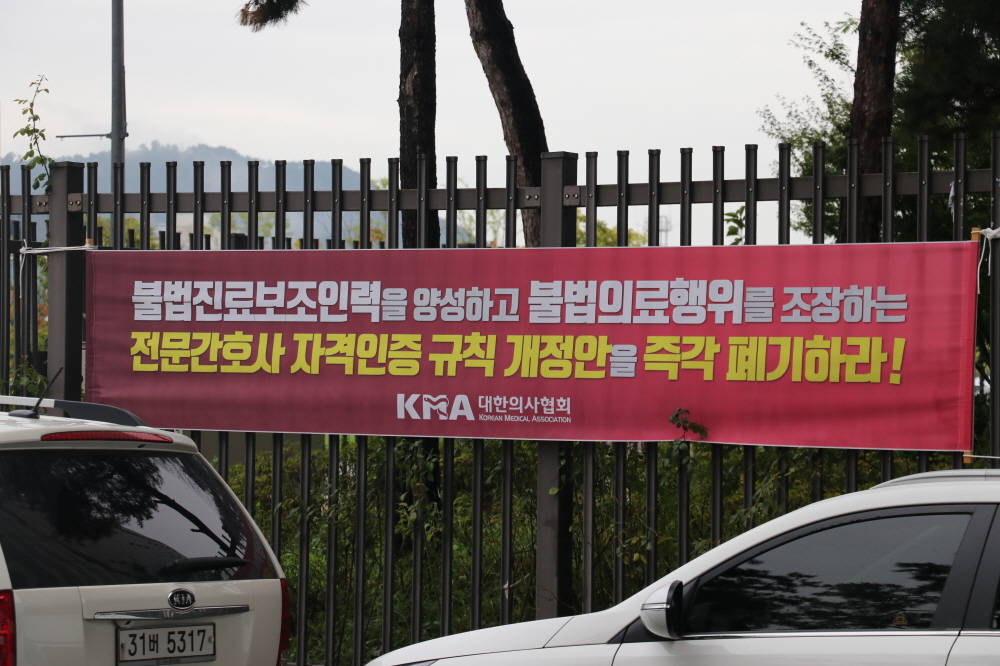 불법진료보조인력을 양성하고 불법의료행위를 조장하는
전문간호사 자격인증 규칙 개정안을 즉각 폐기하라!
KMA 대한의사협회
KOREAN MEDICAL ASSOCIATION
KIA
31버 5317